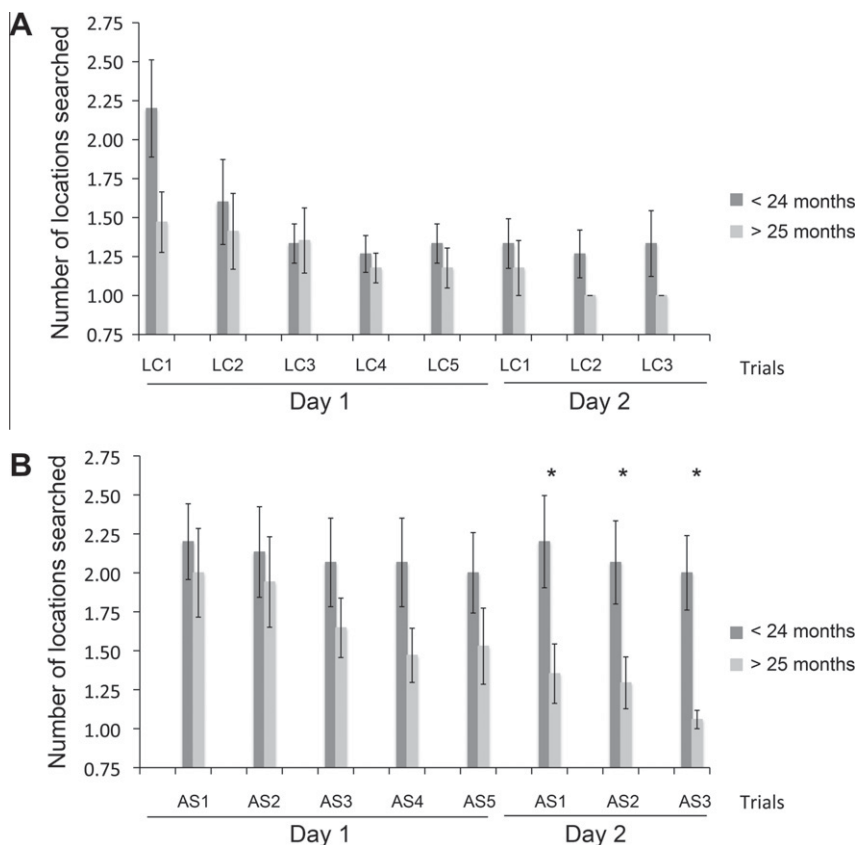 A
Number of locations searched
2.75
2.50
2.25
2.00
1.75
1.50
1.25
1.00
0.75
< 24 months
> 25 months
LC1 LC2 LC3 LC4 LC5 LC1 LC2 LC3 Trials
Day 1 Day 2
B
Number of locations searched
2.75
2.50
2.25
2.00
1.75
1.50
1.25
1.00
0.75
* * *
< 24 months
> 25 months
AS1 AS2 AS3 AS4 AS5 AS1 AS2 AS3 Trials
Day 1 Day 2